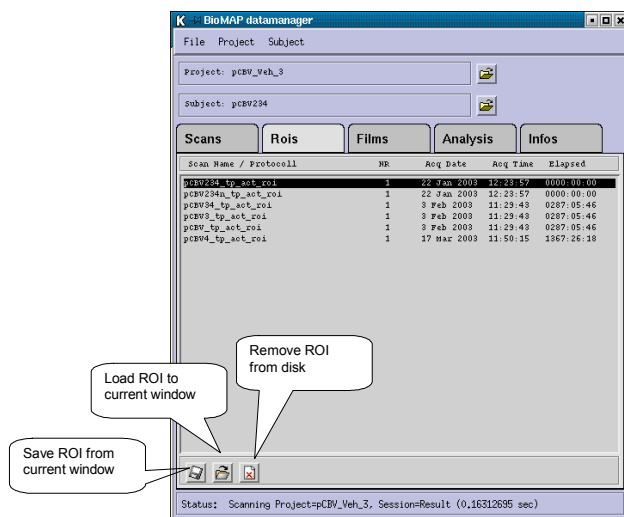 K BioMAP datamanager
File Project Subject
Project: pCBV_Veh_3
Subject: pCBV234
Scans Rois Films Analysis Infos
Scan Name / Protocoll NR Acq Date Acq Time Elapsed
pCBV234_tp_act_roi 1 22 Jan 2003 12:23:57 0000:00:00
pCBV234n_tp_act_roi 1 22 Jan 2003 12:23:57 0000:00:00
pCBV34_tp_act_roi 1 3 Feb 2003 11:29:43 0287:05:46
pCBV3_tp_act_roi 1 3 Feb 2003 11:29:43 0287:05:46
pCBV_tp_act_roi 1 3 Feb 2003 11:29:43 0287:05:46
pCBV4_tp_act_roi 1 17 Mar 2003 11:50:15 1367:26:18
Remove ROI
from disk
Load ROI to
current window
Save ROI from
current window
Status: Scanning Project=pCBV_Veh_3, Session=Result (0.16312695 sec)